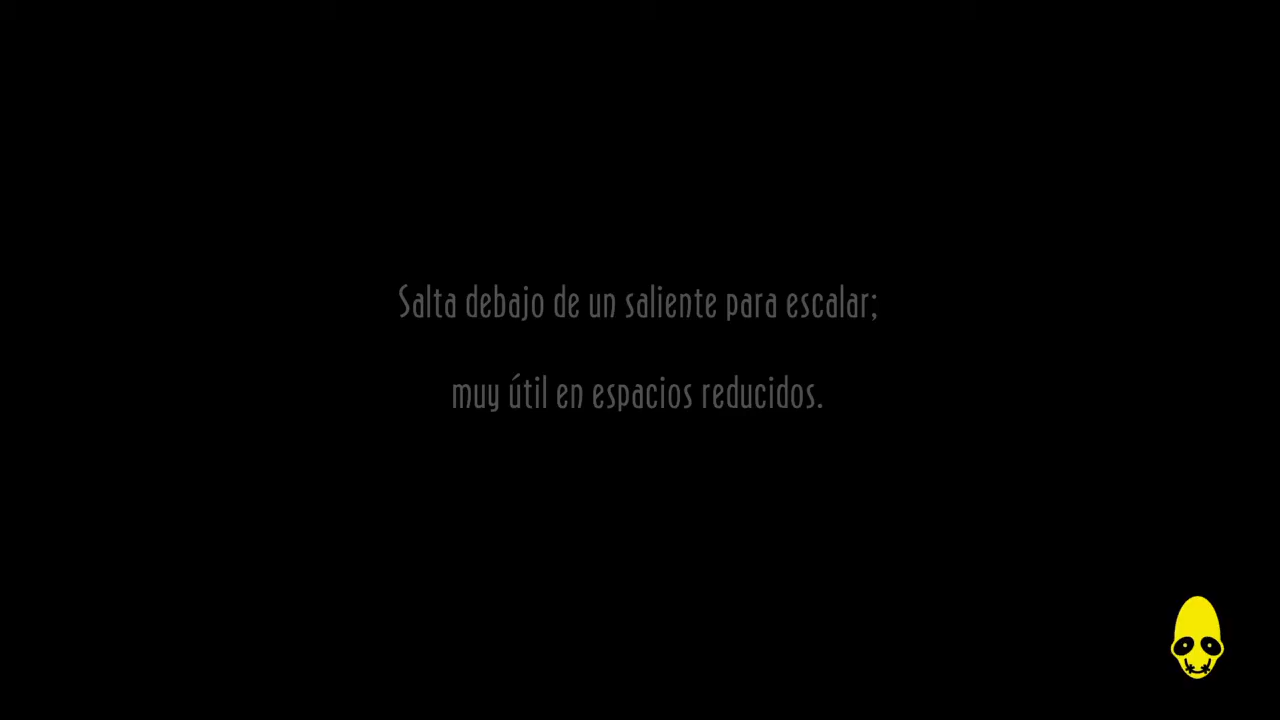 Salta debajo de un saliente para escalar;
muy útil en espacios reducidos.